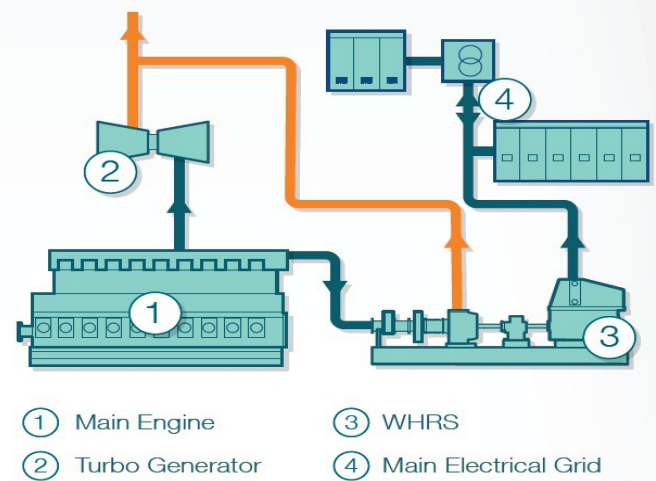 4
2
1
3
1 Main Engine
3 WHRS
2 Turbo Generator
4 Main Electrical Grid